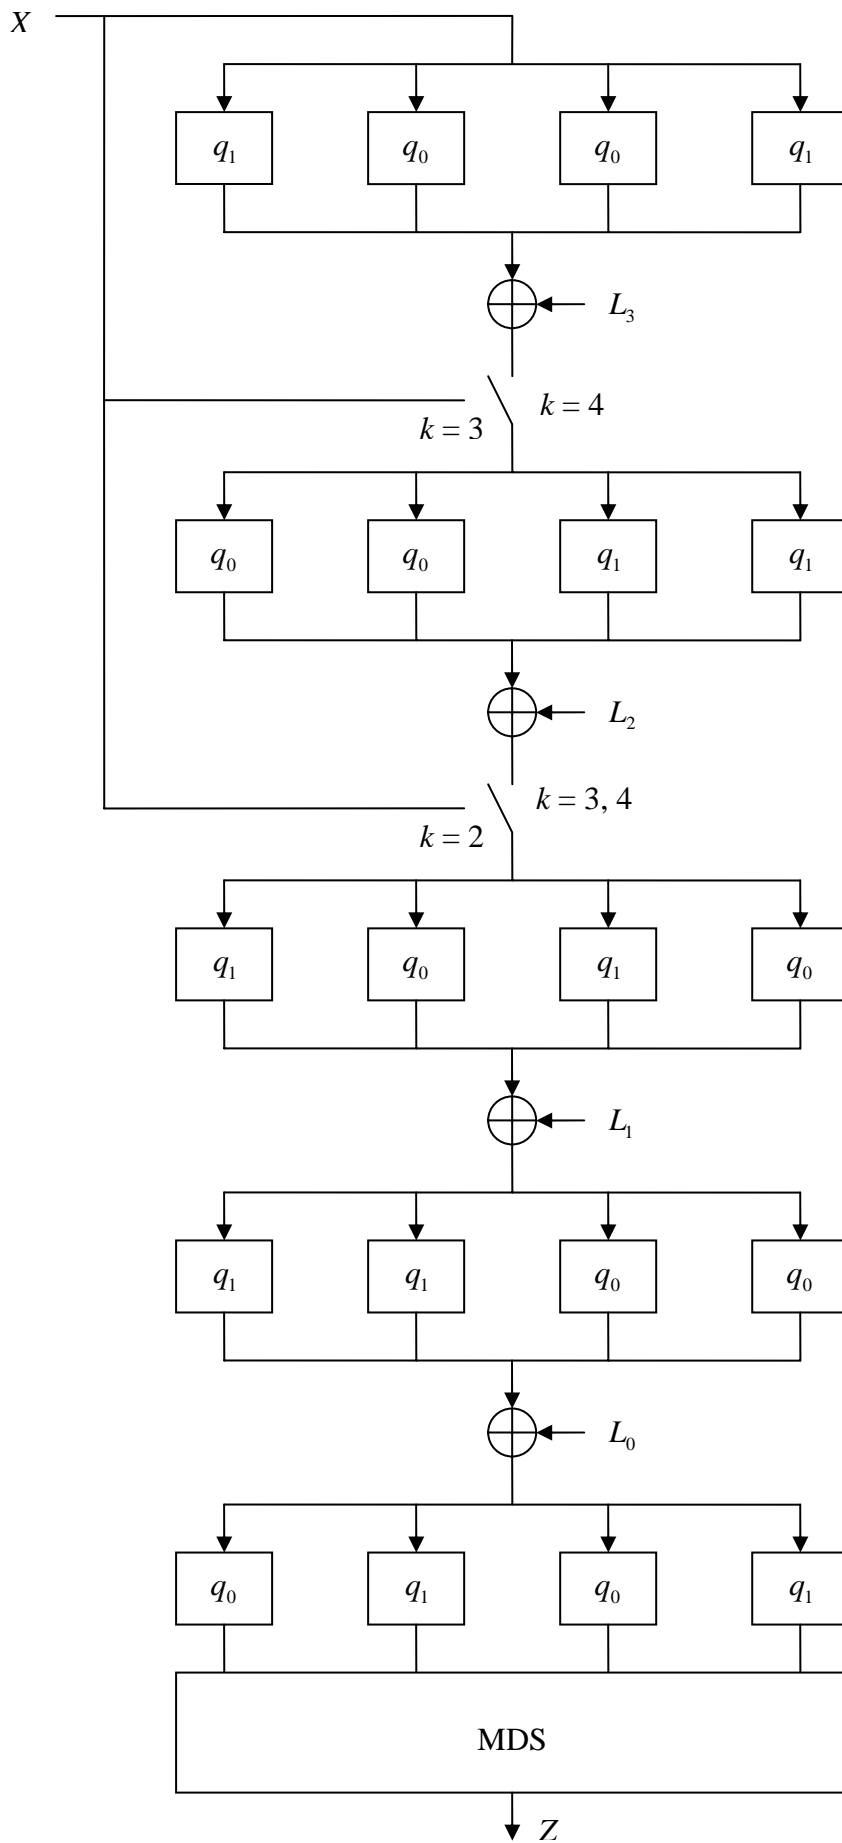 X
q₁ q₀ q₀ q₁
L₃
k = 4
k = 3
q₀ q₀ q₁ q₁
L₂
k = 3, 4
k = 2
q₁ q₀ q₁ q₀
L₁
q₁ q₁ q₀ q₀
L₀
q₀ q₁ q₀ q₁
MDS
Z